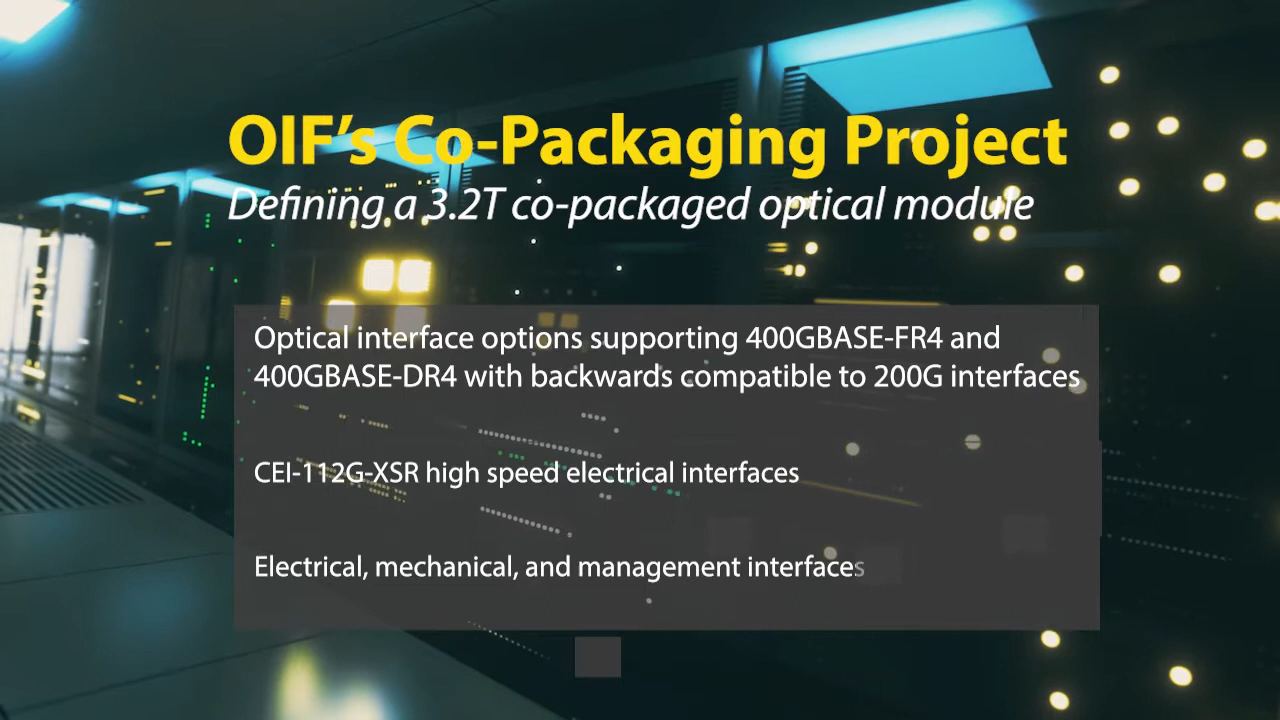 OIF's Co-Packaging Project
Defining a 3.2T co-packaged optical module
Optical interface options supporting 400GBASE-FR4 and
400GBASE-DR4 with backwards compatible to 200G interfaces
CEI-112G-XSR high speed electrical interfaces
Electrical, mechanical, and management interfaces